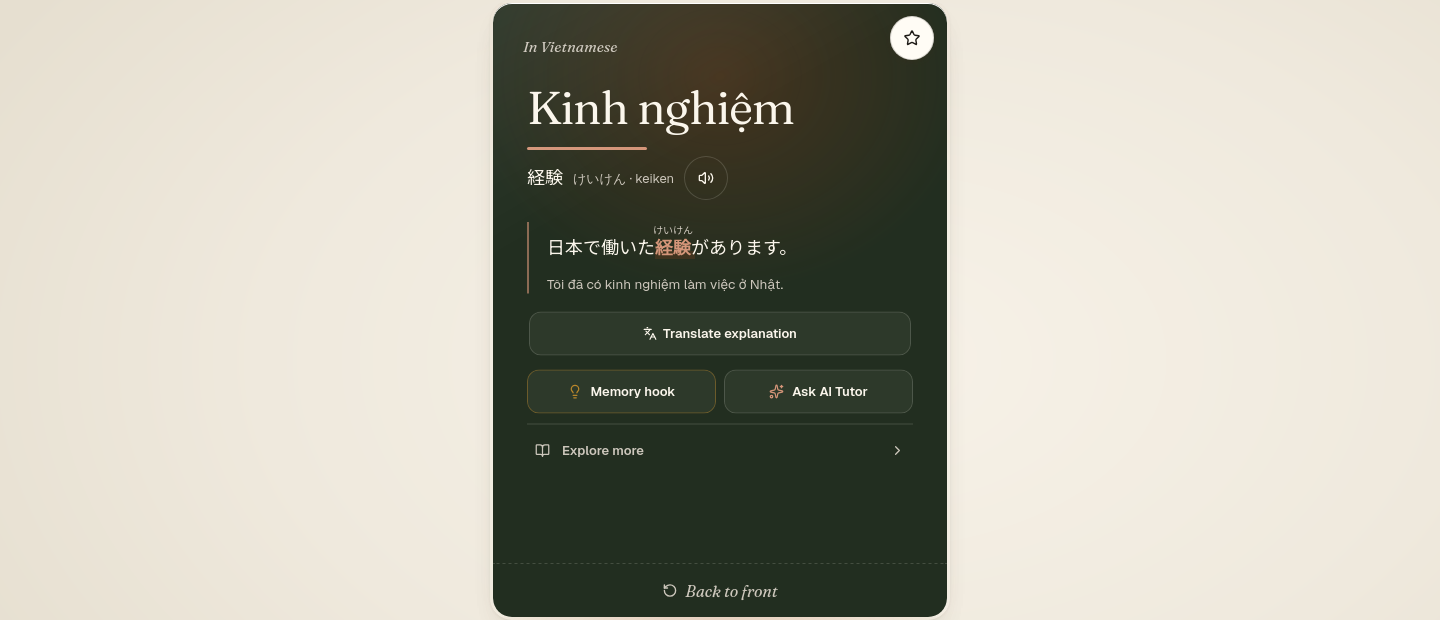 In Vietnamese
Kinh nghiệm
経験 けいけん · keiken
けいけん
日本で働いた経験があります。
Tôi đã có kinh nghiệm làm việc ở Nhật.
Translate explanation
Memory hook
Ask AI Tutor
Explore more
Back to front